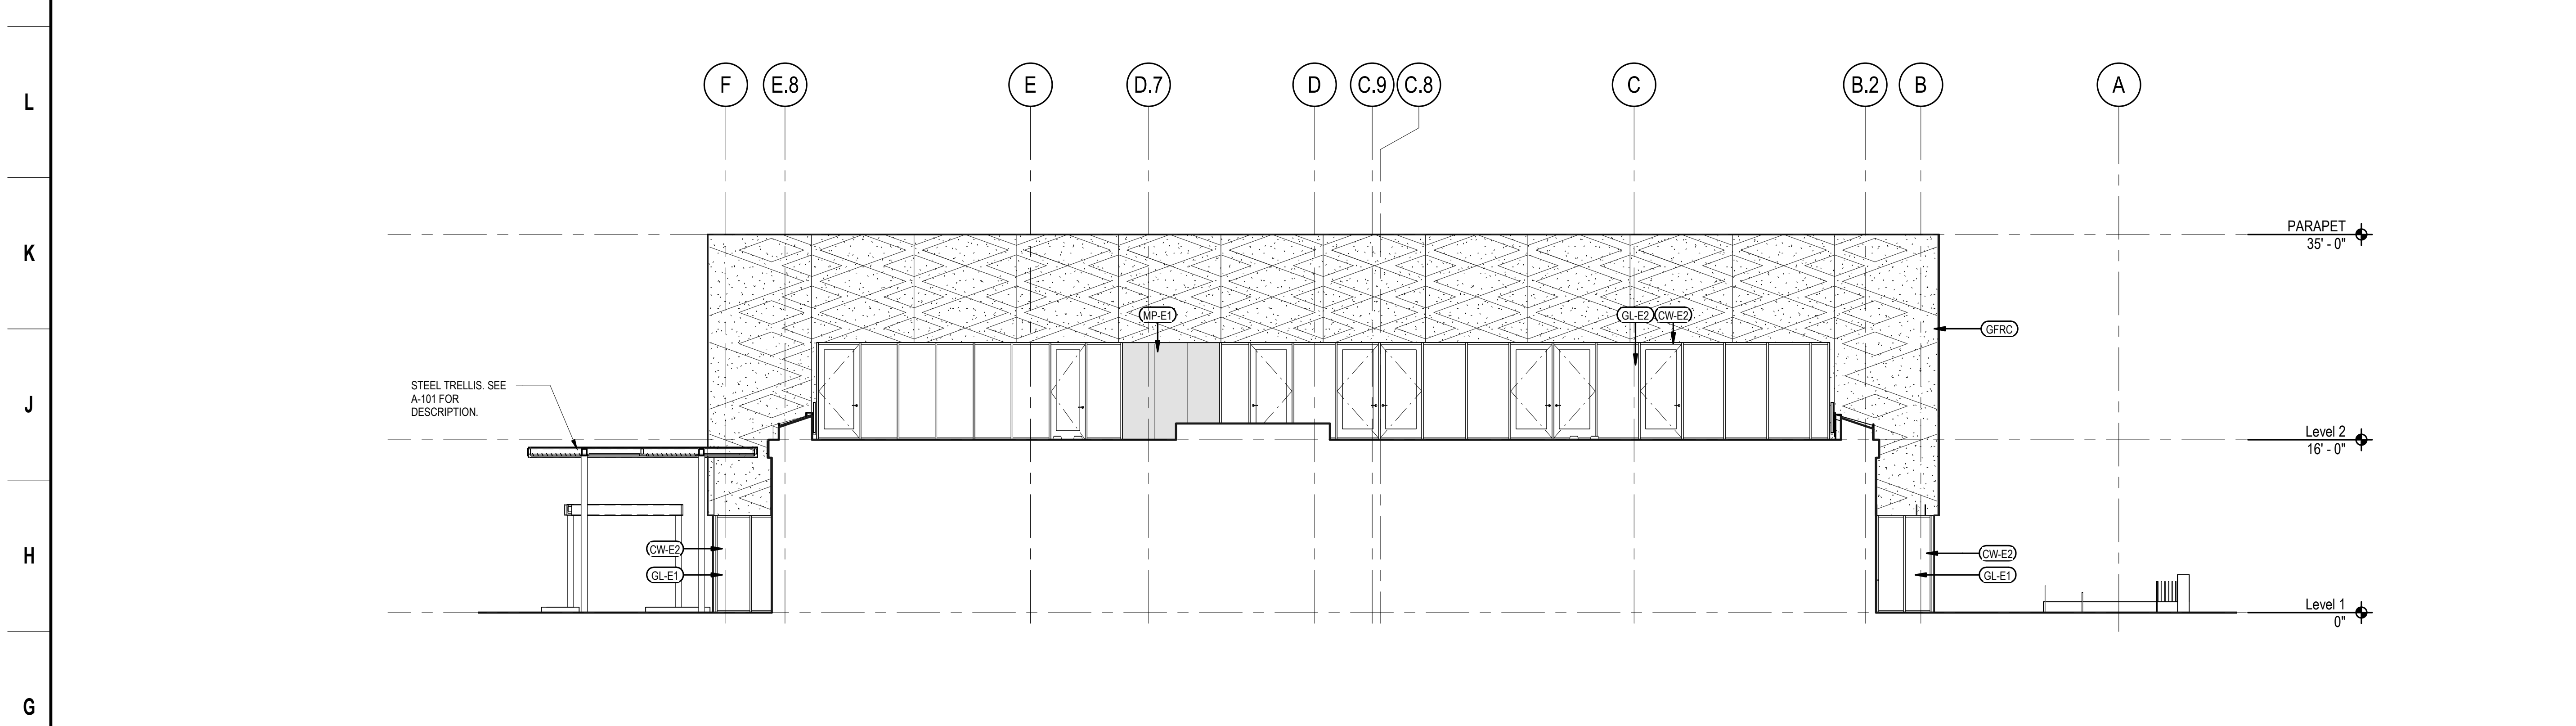 L
F
E.8
E
D.7
D
C.9
C.8
C
B.2
B
A
K
PARAPET
35' - 0"
MP-E1
GL-E2
CW-E2
GFRC
STEEL TRELLIS. SEE
A-101 FOR
DESCRIPTION.
J
Level 2
16' - 0"
H
CW-E2
GL-E1
CW-E2
GL-E1
Level 1
0"
G